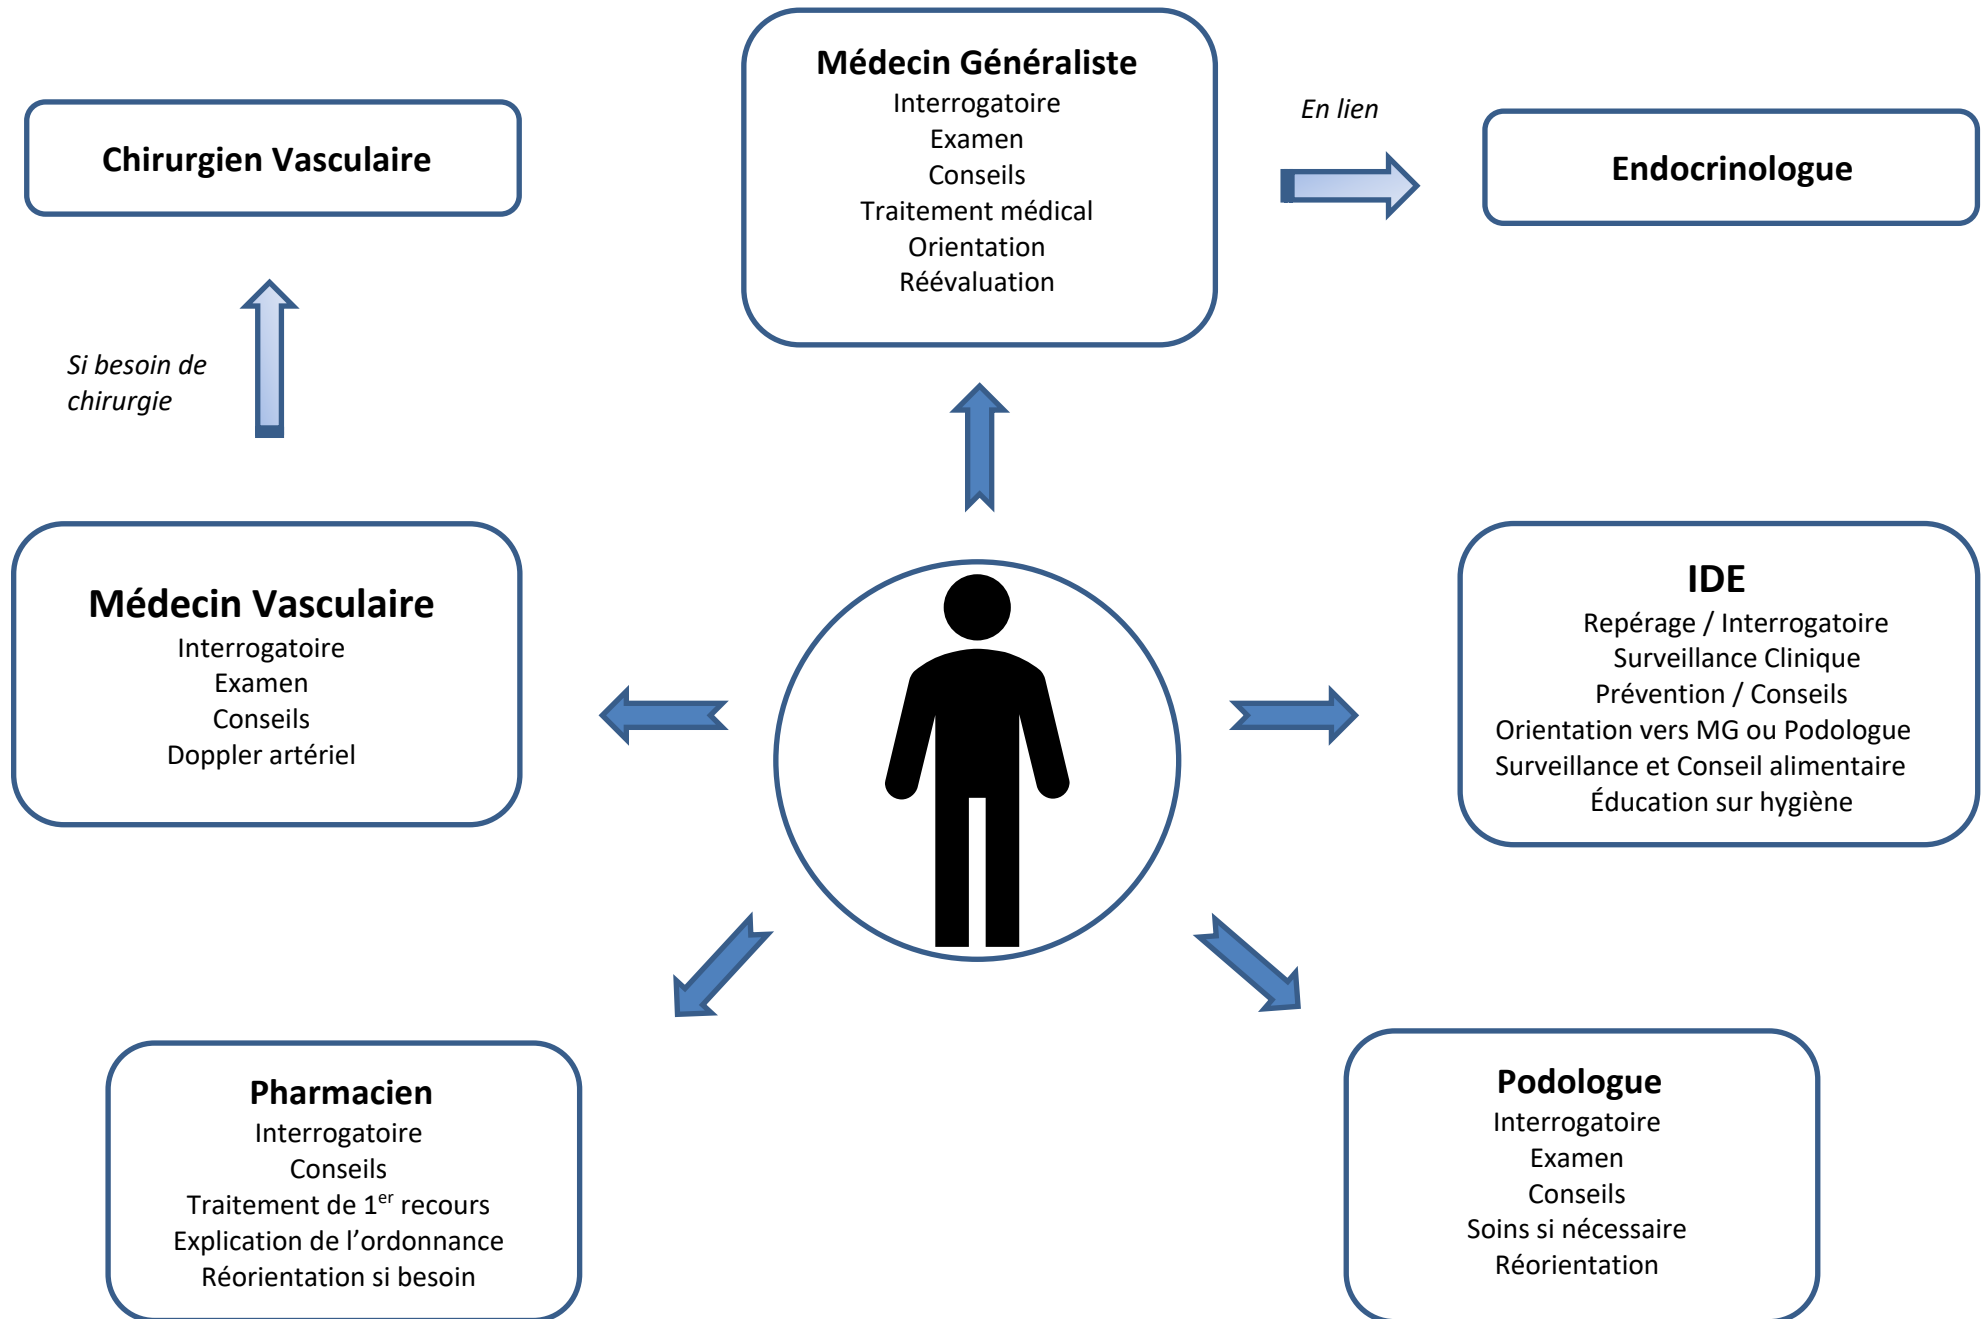 Médecin Généraliste
Interrogatoire
Examen
Conseils
Traitement médical
Orientation
Réévaluation
Chirurgien Vasculaire
En lien
Endocrinologue
Si besoin de
chirurgie
Médecin Vasculaire
Interrogatoire
Examen
Conseils
Doppler artériel
IDE
Repérage / Interrogatoire
Surveillance Clinique
Prévention / Conseils
Orientation vers MG ou Podologue
Surveillance et Conseil alimentaire
Éducation sur hygiène
Pharmacien
Interrogatoire
Conseils
Traitement de 1er recours
Explication de l’ordonnance
Réorientation si besoin
Podologue
Interrogatoire
Examen
Conseils
Soins si nécessaire
Réorientation